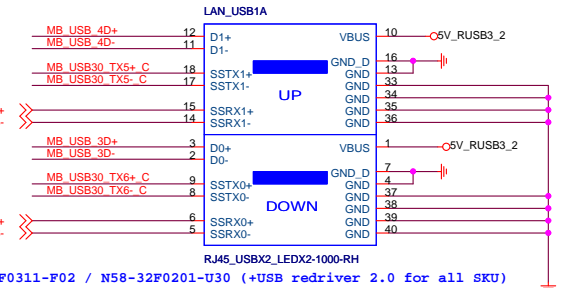 LAN_USB1A
MB_USB_4D+ 12 D1+ VBUS 10 5V_RUSB3_2
MB_USB_4D- 11 D1-
GND_D 16
MB_USB30_TX5+_C 18 SSTX1+ GND 13
MB_USB30_TX5-_C 17 SSTX1- GND 33
UP
GND 34
+ 15 SSRX1+ GND 35
- 14 SSRX1- GND 36
MB_USB_3D+ 3 D0+ VBUS 1 5V_RUSB3_2
MB_USB_3D- 2 D0-
GND_D 7
MB_USB30_TX6+_C 9 SSTX0+ GND 4
MB_USB30_TX6-_C 8 SSTX0- GND 37
DOWN
GND 38
+ 6 SSRX0+ GND 39
- 5 SSRX0- GND 40
RJ45_USBX2_LEDX2-1000-RH
F0311-F02 / N58-32F0201-U30 (+USB redriver 2.0 for all SKU)